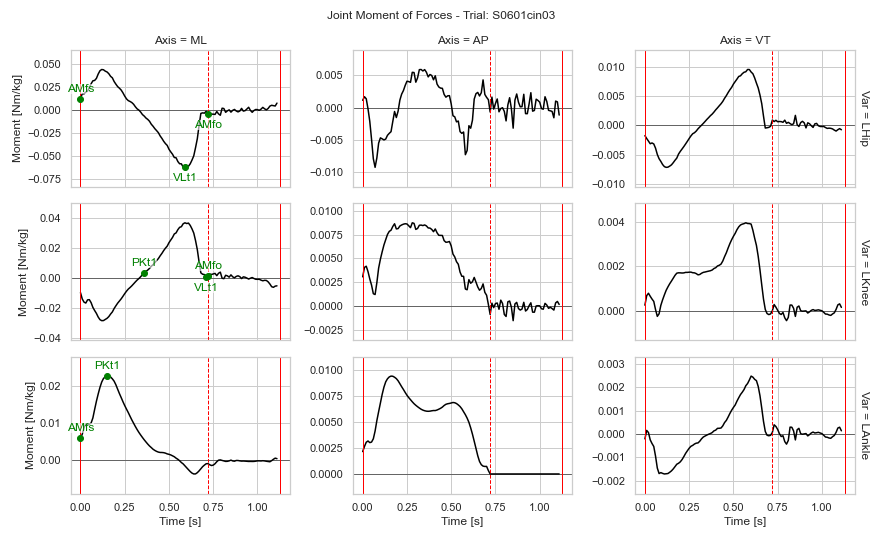 Joint Moment of Forces - Trial: S0601cin03
Axis = ML
Axis = AP
Axis = VT
Moment [Nm/kg]
0.050
0.025
0.000
-0.025
-0.050
-0.075
AMfs
VLt1
AMfo
0.005
0.000
-0.005
-0.010
0.010
0.005
0.000
-0.005
-0.010
Var = LHip
Moment [Nm/kg]
0.04
0.02
0.00
-0.02
-0.04
PKt1
AMfo
VLt1
0.0100
0.0075
0.0050
0.0025
0.0000
-0.0025
0.004
0.002
0.000
Var = LKnee
Moment [Nm/kg]
0.02
0.01
0.00
PKt1
AMfs
0.0100
0.0075
0.0050
0.0025
0.0000
0.003
0.002
0.001
0.000
-0.001
-0.002
Var = LAnkle
0.00 0.25 0.50 0.75 1.00
0.00 0.25 0.50 0.75 1.00
0.00 0.25 0.50 0.75 1.00
Time [s]
Time [s]
Time [s]